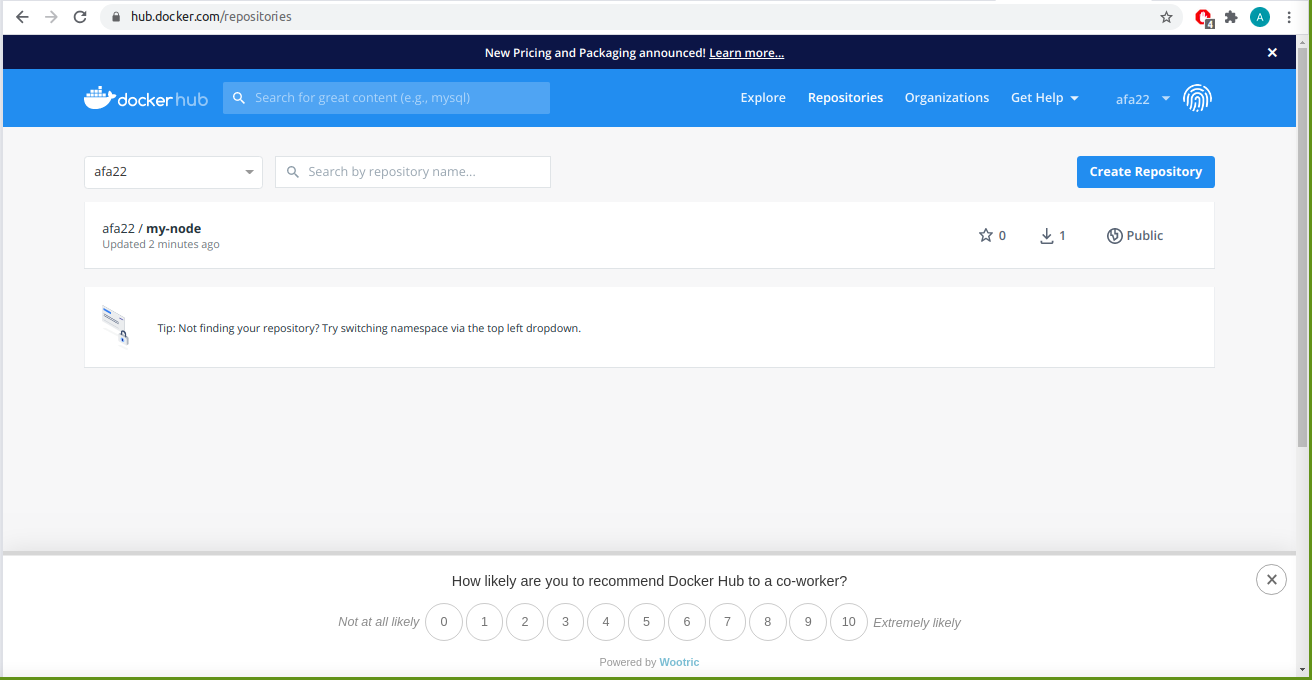 hub.docker.com/repositories
4
A
New Pricing and Packaging announced! Learn more...
docker hub
Search for great content (e.g., mysql)
Explore
Repositories
Organizations
Get Help
afa22
afa22
Search by repository name...
Create Repository
afa22 / my-node
Updated 2 minutes ago
0
1
Public
Tip: Not finding your repository? Try switching namespace via the top left dropdown.
How likely are you to recommend Docker Hub to a co-worker?
Not at all likely 0 1 2 3 4 5 6 7 8 9 10 Extremely likely
Powered by Wootric